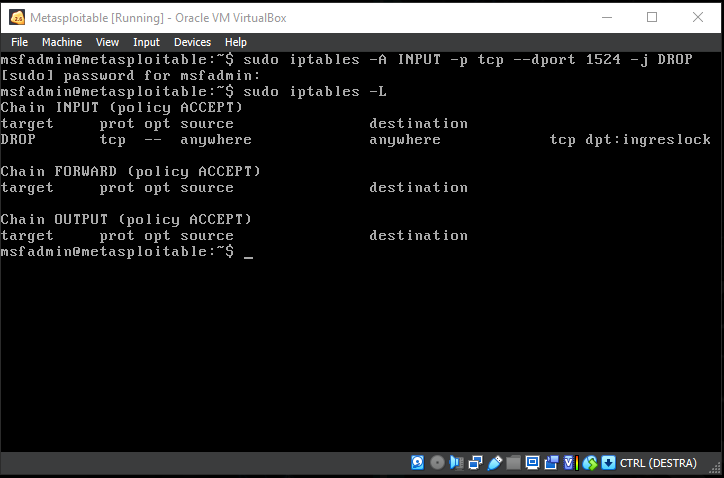 Metasploitable [Running] - Oracle VM VirtualBox
File Machine View Input Devices Help
msfadmin@metasploitable:~$ sudo iptables -A INPUT -p tcp --dport 1524 -j DROP
[sudo] password for msfadmin:
msfadmin@metasploitable:~$ sudo iptables -L
Chain INPUT (policy ACCEPT)
target prot opt source destination
DROP tcp -- anywhere anywhere tcp dpt:ingreslock
Chain FORWARD (policy ACCEPT)
target prot opt source destination
Chain OUTPUT (policy ACCEPT)
target prot opt source destination
msfadmin@metasploitable:~$ _
CTRL (DESTRA)